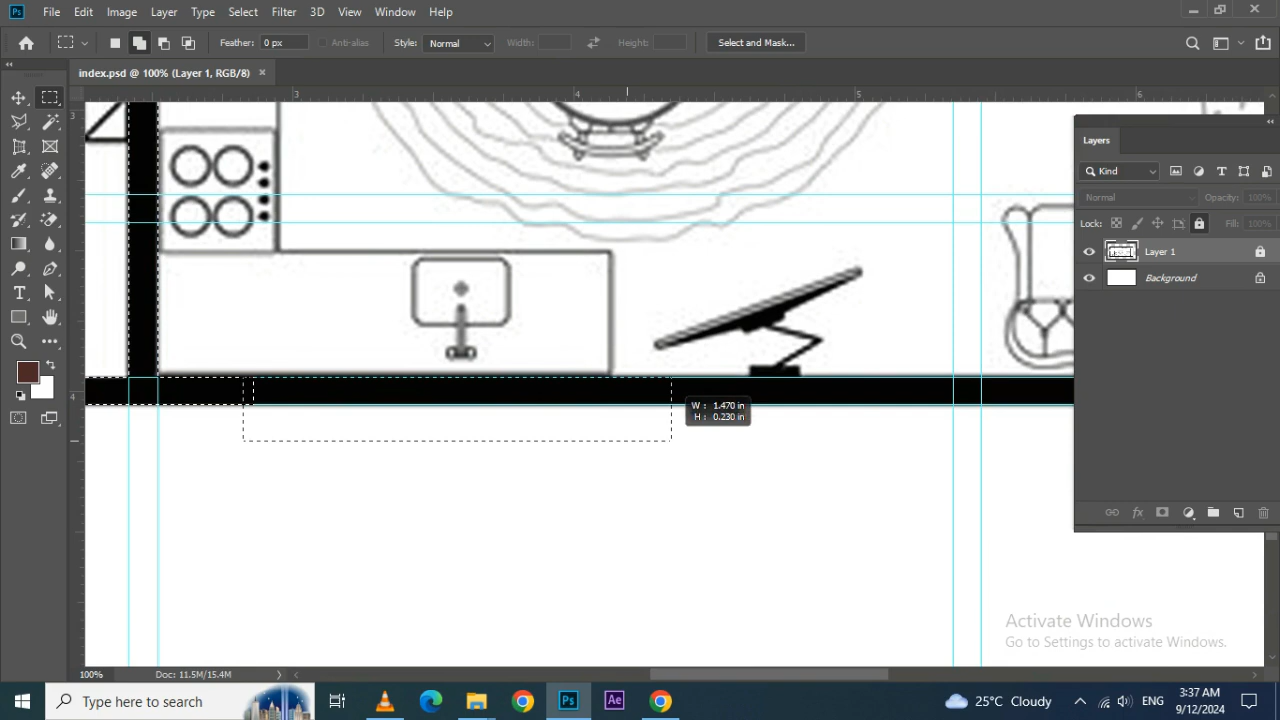 Ps File Edit Image Layer Type Select Filter 3D View Window Help
Feather: 0 px Anti-alias Style: Normal Width: Height: Select and Mask...
index.psd @ 100% (Layer 1, RGB/8)
3 4 5 6
3
4
Layers
Kind
Normal Opacity: 100%
Lock: Fill: 100%
Layer 1
Background
W : 1.470 in
H : 0.230 in
Activate Windows
Go to Settings to activate Windows.
100% Doc: 11.5M/15.4M
Type here to search
Ps Ae
25°C Cloudy
ENG
3:37 AM
9/12/2024